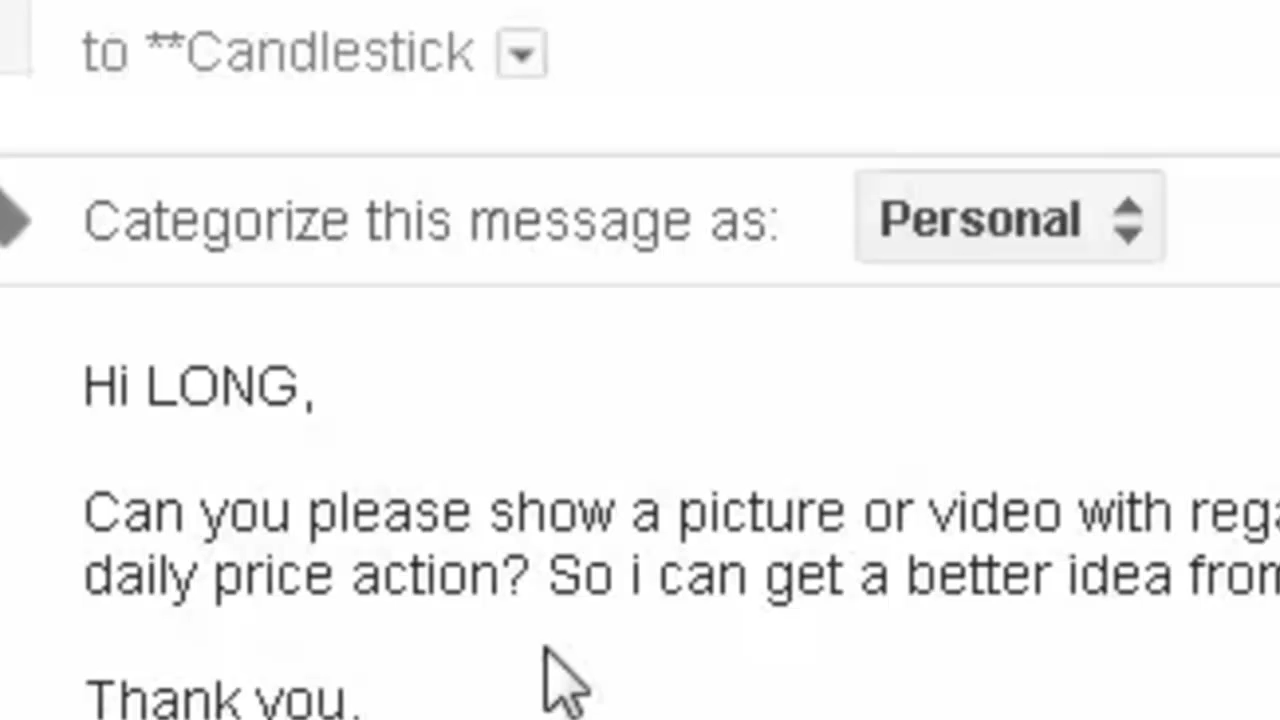 to **Candlestick
Categorize this message as: Personal
Hi LONG,
Can you please show a picture or video with
daily price action? So i can get a better idea from
Thank you,